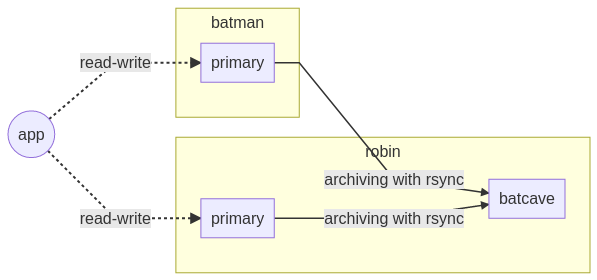 batman
read-write
primary
app
robin
archiving with rsync
batcave
read-write
primary
archiving with rsync